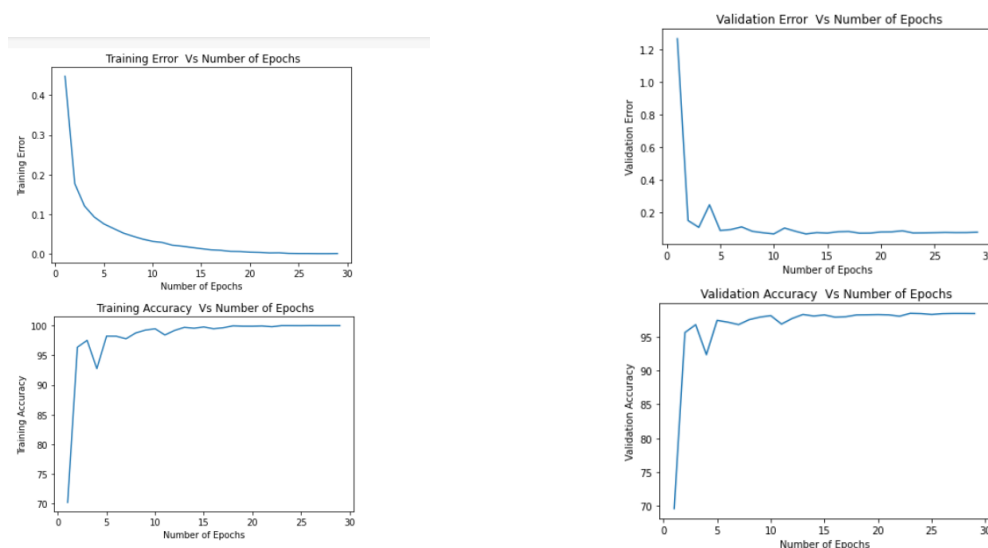 Training Error Vs Number of Epochs
0.4
0.3
0.2
0.1
0.0
Training Error
0 5 10 15 20 25 30
Number of Epochs
Validation Error Vs Number of Epochs
1.2
1.0
0.8
0.6
0.4
0.2
Validation Error
0 5 10 15 20 25 30
Number of Epochs
Training Accuracy Vs Number of Epochs
100
95
90
85
80
75
70
Training Accuracy
0 5 10 15 20 25 30
Number of Epochs
Validation Accuracy Vs Number of Epochs
95
90
85
80
75
70
Validation Accuracy
0 5 10 15 20 25 30
Number of Epochs